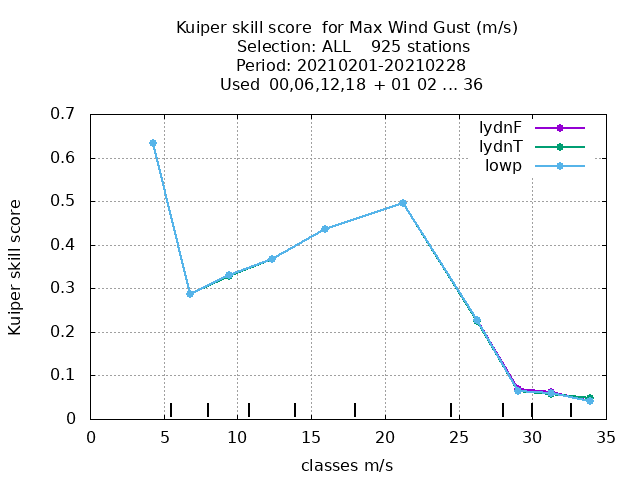 Kuiper skill score for Max Wind Gust (m/s)
Selection: ALL 925 stations
Period: 20210201-20210228
Used 00,06,12,18 + 01 02 ... 36
0.7
0.6
0.5
0.4
0.3
0.2
0.1
0
Kuiper skill score
lydnF
lydnT
lowp
0 5 10 15 20 25 30 35
classes m/s